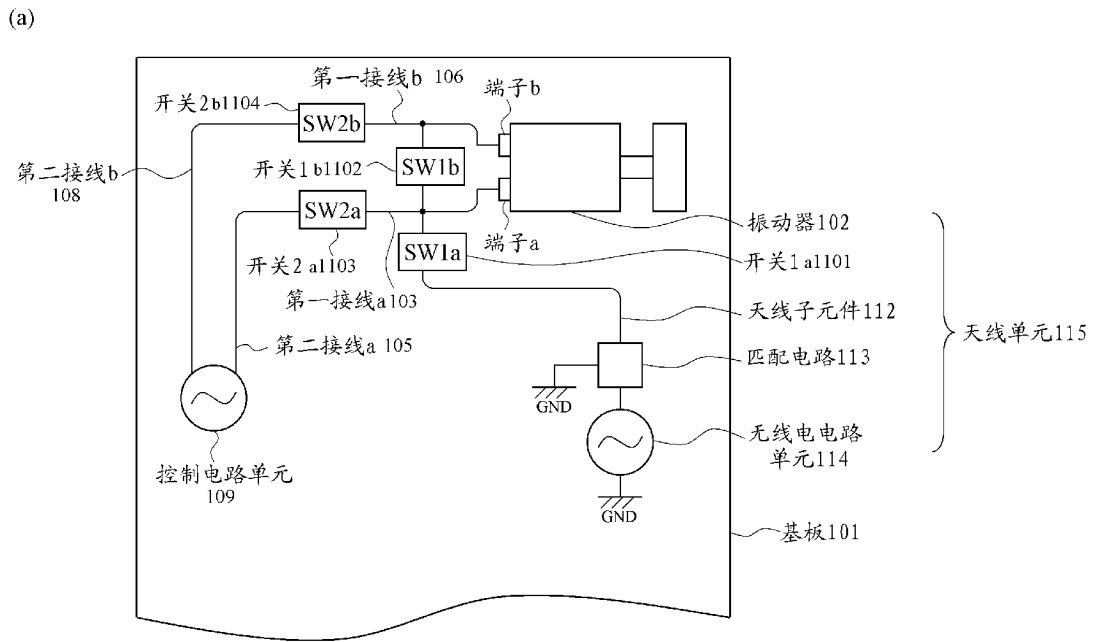 (a)
第一接线b 106
端子b
开关2b1104
SW2b
第二接线b
108
开关1b1102
SW1b
SW2a
振动器102
端子a
SW1a
开关1a1101
开关2a1103
第一接线a103
天线子元件112
天线单元115
第二接线a 105
匹配电路113
GND
无线电电路
单元114
控制电路单元
109
GND
基板101